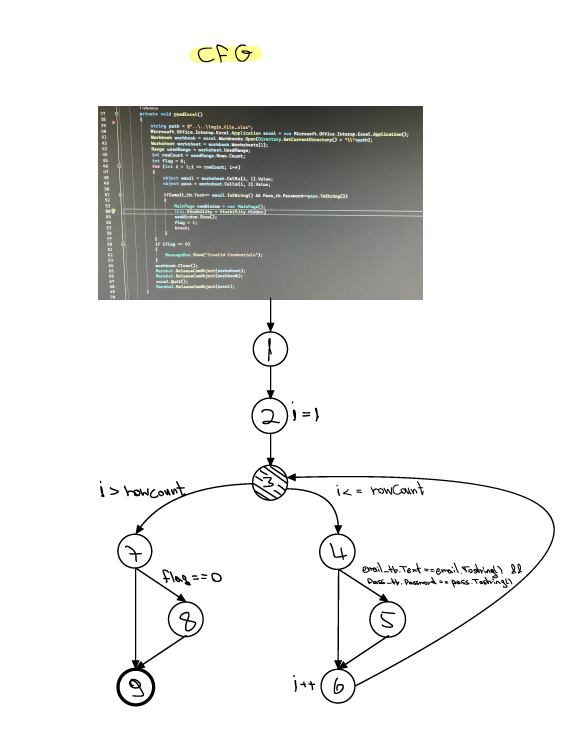 CFG
1 reference
private void readExcel()
{
string path = @"..\..\login_file.xlsx";
Microsoft.Office.Interop.Excel.Application excel = new Microsoft.Office.Interop.Excel.Application();
Workbook workbook = excel.Workbooks.Open(Directory.GetCurrentDirectory() + "\\"+path);
Worksheet worksheet = workbook.Worksheets[1];
Range usedRange = worksheet.UsedRange;
int rowCount = usedRange.Rows.Count;
int flag = 0;
for (int i = 1;i <= rowCount; i++)
{
object email = worksheet.Cells[i, 1].Value;
object pass = worksheet.Cells[i, 2].Value;
if(email_tb.Text== email.ToString() && Pass_tb.Password==pass.ToString())
{
MainPage newWindow = new MainPage();
this.Visibility = Visibility.Hidden;
newWindow.Show();
flag = 1;
break;
}
}
if (flag == 0)
{
MessageBox.Show("Invalid Credentials");
}
workbook.Close();
Marshal.ReleaseComObject(worksheet);
Marshal.ReleaseComObject(workbook);
excel.Quit();
Marshal.ReleaseComObject(excel);
}
1
2 i=1
3
i > rowcount
i <= rowCount
7
4
flag==0
email_tb.Text ==email.Tostring() &&
Pass_tb.Password == pass.Tostring()
8
5
9
i++ 6